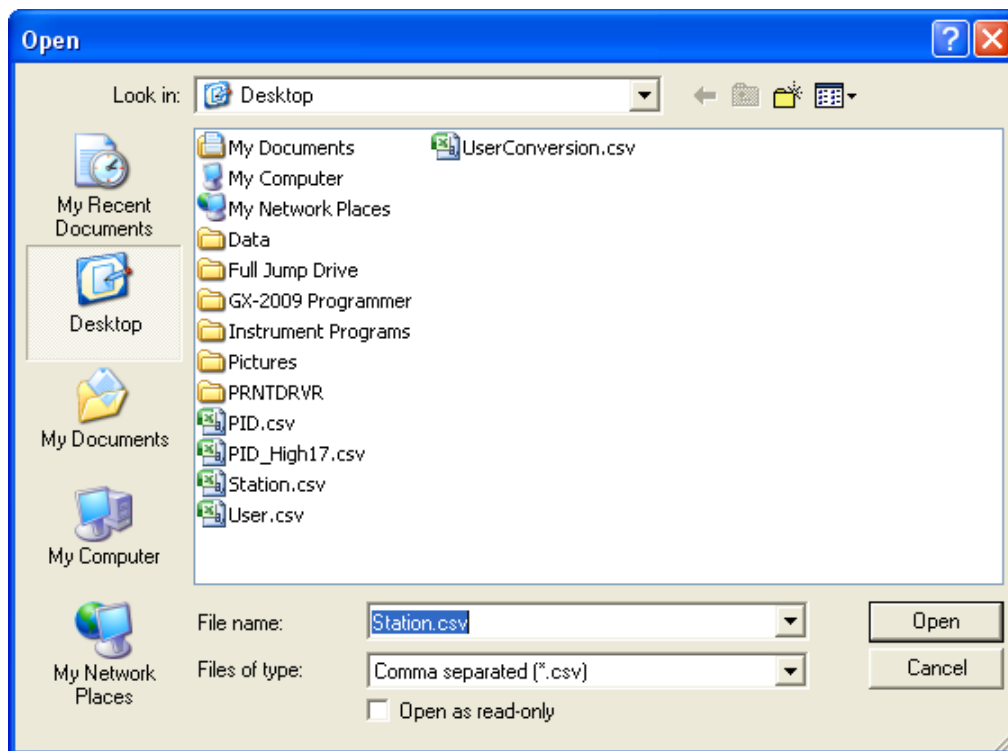 Open
Look in:
Desktop
My Recent
Documents
Desktop
My Documents
My Computer
My Network
Places
My Documents
My Computer
My Network Places
Data
Full Jump Drive
GX-2009 Programmer
Instrument Programs
Pictures
PRNTDRVR
PID.csv
PID_High17.csv
Station.csv
User.csv
UserConversion.csv
File name:
Station.csv
Open
Files of type:
Comma separated (*.csv)
Cancel
Open as read-only